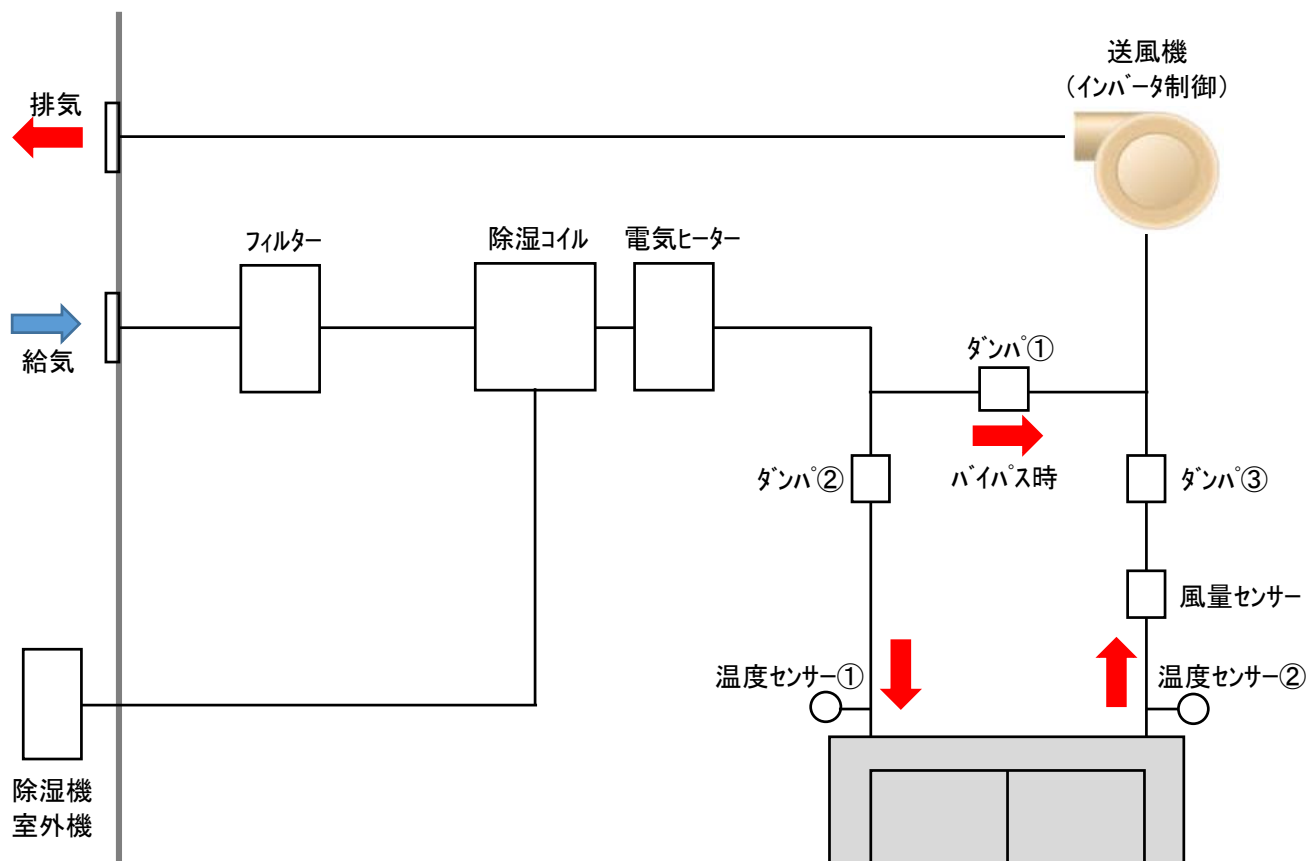 送風機
（ｲﾝﾊﾞｰﾀ制御）
排気
フィルター
除湿ｺｲﾙ
電気ヒーター
給気
ﾀﾞﾝﾊﾟ①
ﾀﾞﾝﾊﾟ②
ﾊﾞｲﾊﾟｽ時
ﾀﾞﾝﾊﾟ③
風量センサー
温度センサー①
温度センサー②
除湿機
室外機